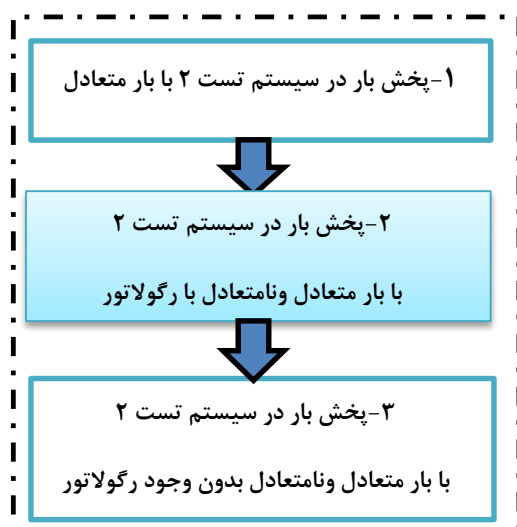 ۱-پخش بار در سیستم تست ۲ با بار متعادل
۲-پخش بار در سیستم تست ۲
با بار متعادل ونامتعادل با رگولاتور
۳-پخش بار در سیستم تست ۲
با بار متعادل ونامتعادل بدون وجود رگولاتور